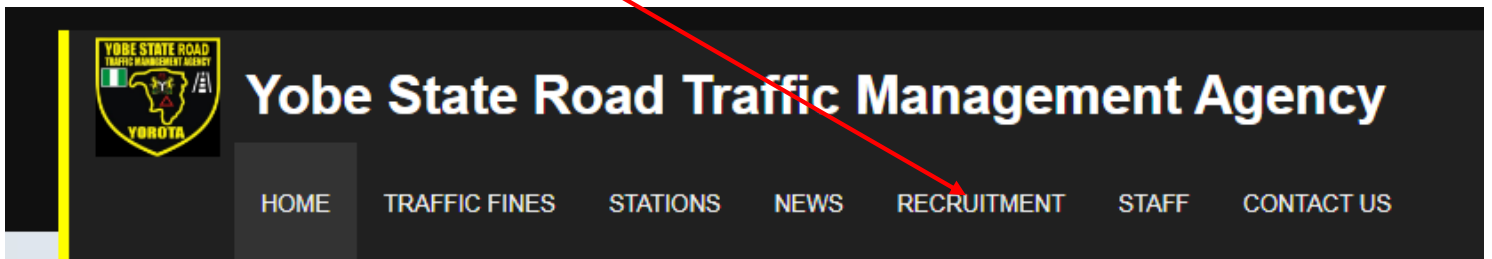 YOBE STATE ROAD
TRAFFIC MANAGEMENT AGENCY
YOROTA
Yobe State Road Traffic Management Agency
HOME TRAFFIC FINES STATIONS NEWS RECRUITMENT STAFF CONTACT US